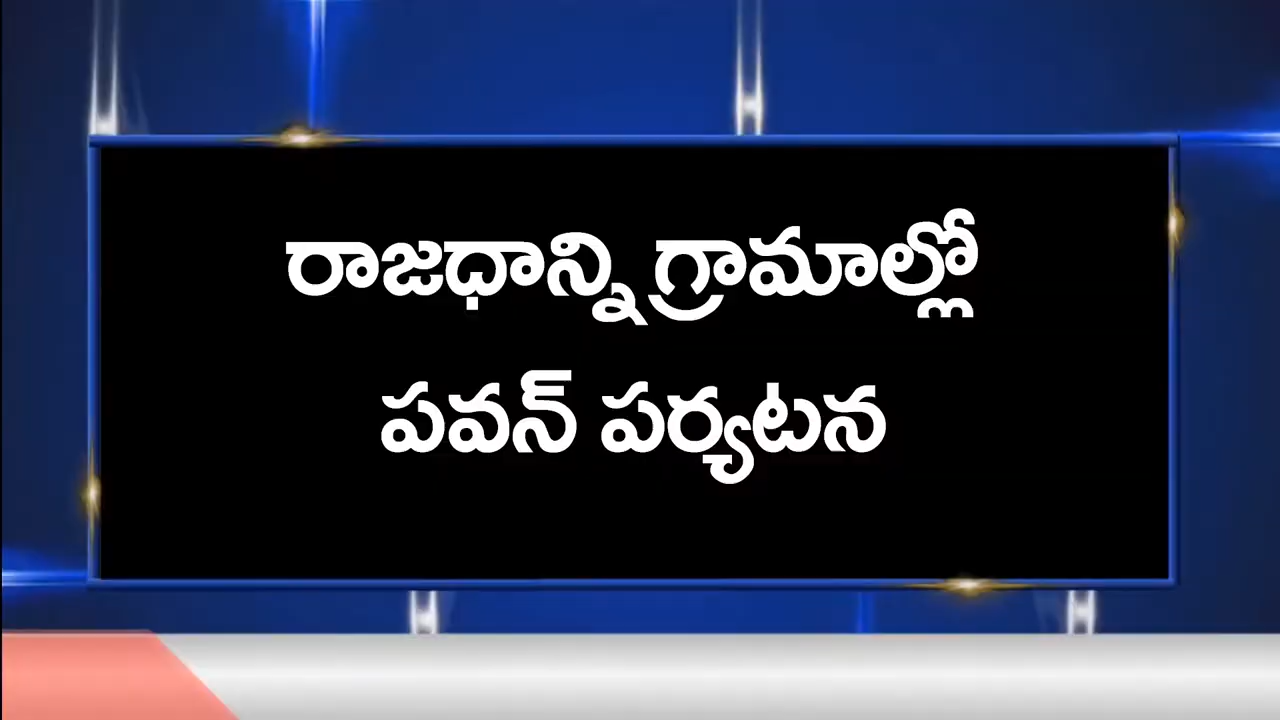 రాజధాన్ని గ్రామాల్లో
పవన్ పర్యటన